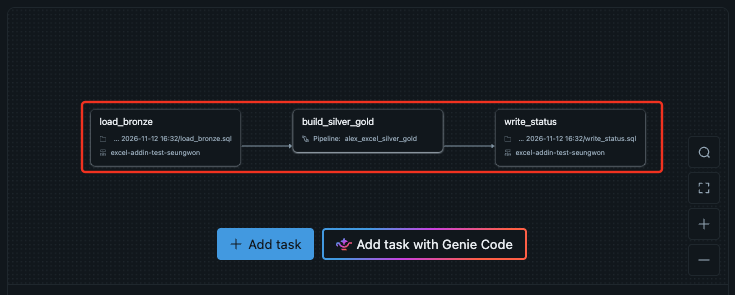 load_bronze
... 2026-11-12 16:32/load_bronze.sql
excel-addin-test-seungwon
build_silver_gold
Pipeline: alex_excel_silver_gold
write_status
... 2026-11-12 16:32/write_status.sql
excel-addin-test-seungwon
Add task
Add task with Genie Code